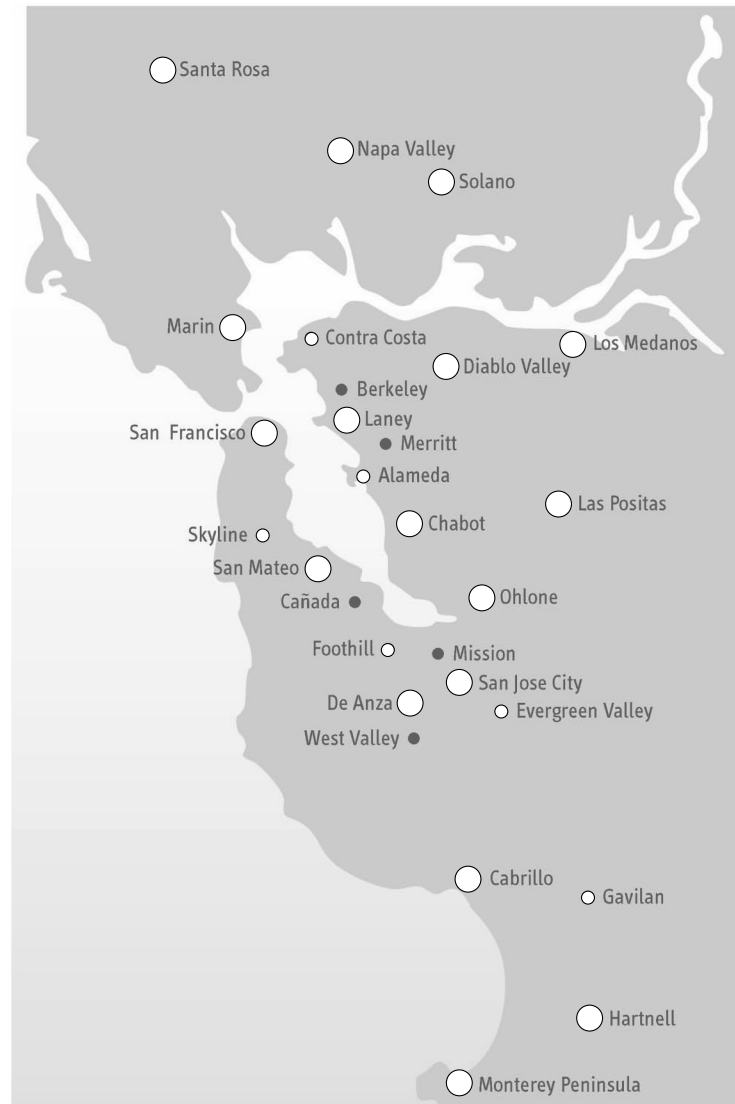 Santa Rosa
Napa Valley
Solano
Marin
Contra Costa
Los Medanos
Diablo Valley
Berkeley
Laney
San Francisco
Merritt
Alameda
Las Positas
Chabot
Skyline
San Mateo
Ohlone
Cañada
Foothill
Mission
San Jose City
De Anza
Evergreen Valley
West Valley
Cabrillo
Gavilan
Hartnell
Monterey Peninsula